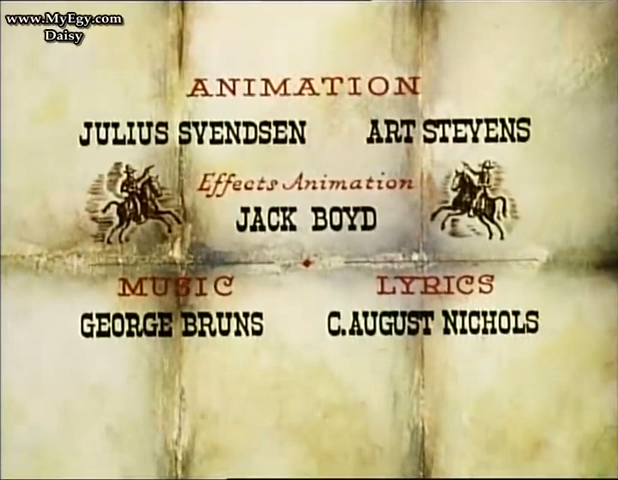 www.MyEgy.com
Daisy
ANIMATION
JULIUS SVENDSEN ART STEVENS
Effects Animation
JACK BOYD
MUSIC LYRICS
GEORGE BRUNS C. AUGUST NICHOLS